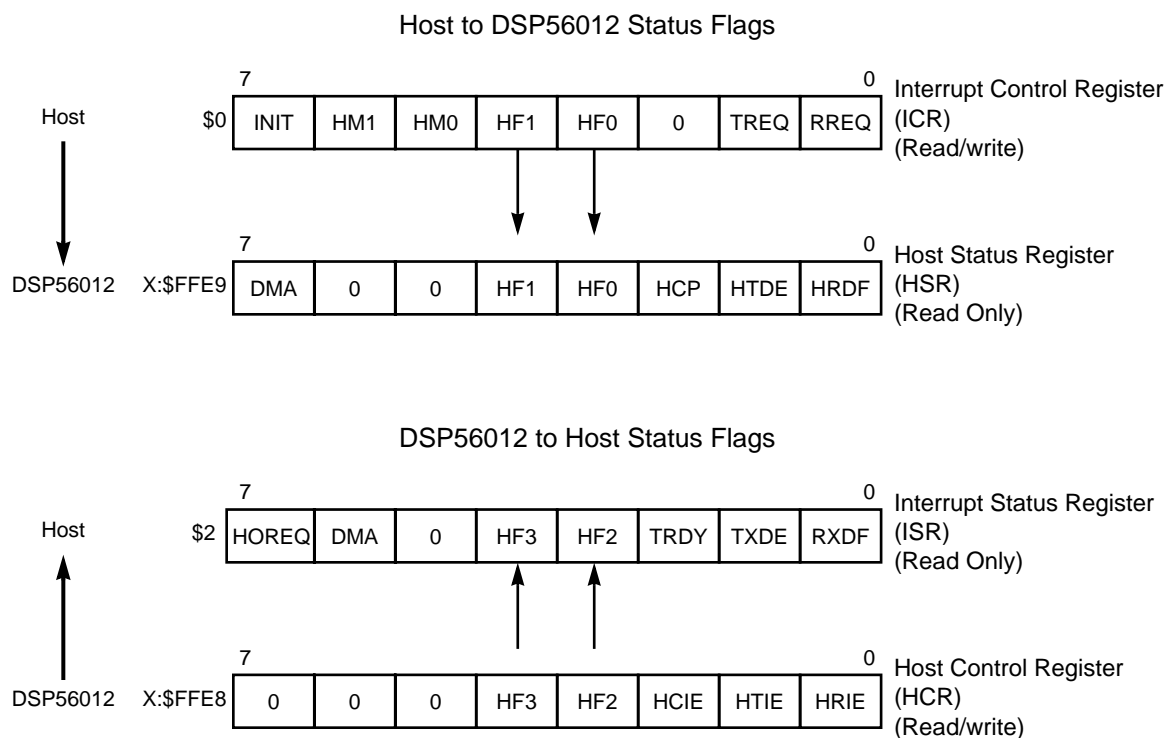 Host to DSP56012 Status Flags
7 0
Host $0 INIT HM1 HM0 HF1 HF0 0 TREQ RREQ Interrupt Control Register
(ICR)
(Read/write)
7 0
DSP56012 X:$FFE9 DMA 0 0 HF1 HF0 HCP HTDE HRDF Host Status Register
(HSR)
(Read Only)
DSP56012 to Host Status Flags
7 0
Host $2 HOREQ DMA 0 HF3 HF2 TRDY TXDE RXDF Interrupt Status Register
(ISR)
(Read Only)
7 0
DSP56012 X:$FFE8 0 0 0 HF3 HF2 HCIE HTIE HRIE Host Control Register
(HCR)
(Read/write)